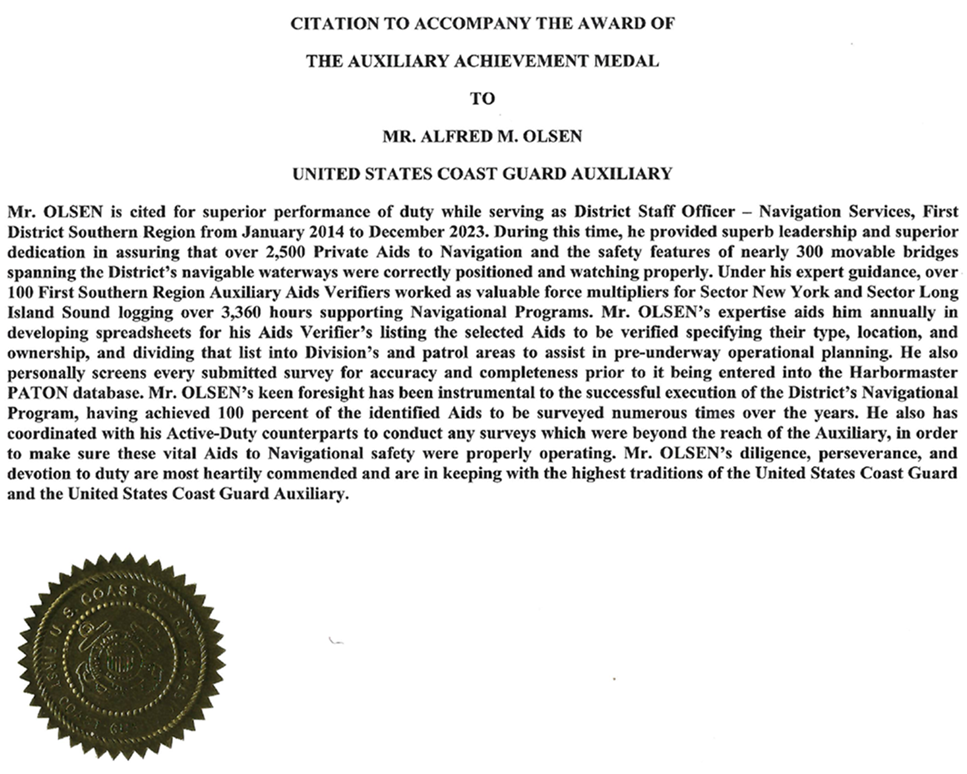 CITATION TO ACCOMPANY THE AWARD OF
THE AUXILIARY ACHIEVEMENT MEDAL
TO
MR. ALFRED M. OLSEN
UNITED STATES COAST GUARD AUXILIARY
Mr. OLSEN is cited for superior performance of duty while serving as District Staff Officer – Navigation Services, First
District Southern Region from January 2014 to December 2023. During this time, he provided superb leadership and superior
dedication in assuring that over 2,500 Private Aids to Navigation and the safety features of nearly 300 movable bridges
spanning the District's navigable waterways were correctly positioned and watching properly. Under his expert guidance, over
100 First Southern Region Auxiliary Aids Verifiers worked as valuable force multipliers for Sector New York and Sector Long
Island Sound logging over 3,360 hours supporting Navigational Programs. Mr. OLSEN's expertise aids him annually in
developing spreadsheets for his Aids Verifier's listing the selected Aids to be verified specifying their type, location, and
ownership, and dividing that list into Division's and patrol areas to assist in pre-underway operational planning. He also
personally screens every submitted survey for accuracy and completeness prior to it being entered into the Harbormaster
PATON database. Mr. OLSEN's keen foresight has been instrumental to the successful execution of the District's Navigational
Program, having achieved 100 percent of the identified Aids to be surveyed numerous times over the years. He also has
coordinated with his Active-Duty counterparts to conduct any surveys which were beyond the reach of the Auxiliary, in order
to make sure these vital Aids to Navigational safety were properly operating. Mr. OLSEN's diligence, perseverance, and
devotion to duty are most heartily commended and are in keeping with the highest traditions of the United States Coast Guard
and the United States Coast Guard Auxiliary.
U. S. COAST GUARD
FIRST COAST GUARD